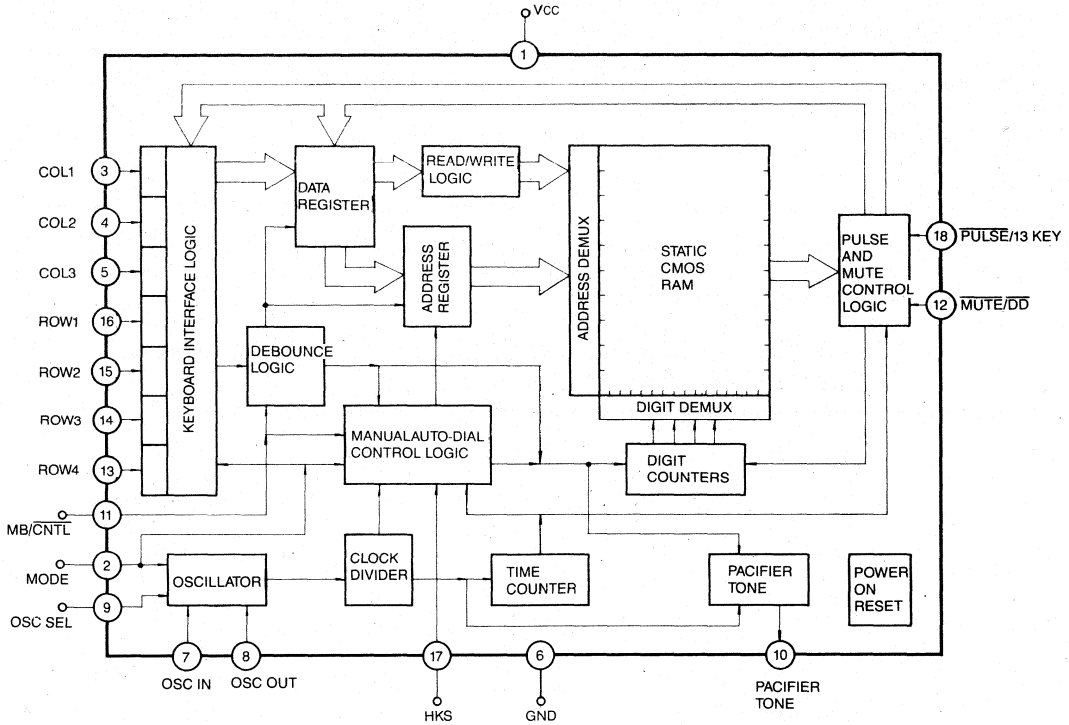 VCC
1
COL1
3
COL2
4
COL3
5
ROW1
16
ROW2
15
ROW3
14
ROW4
13
MB/CNTL
11
MODE
2
OSC SEL
9
KEYBOARD INTERFACE LOGIC
DATA
REGISTER
READ/WRITE
LOGIC
ADDRESS
REGISTER
DEBOUNCE
LOGIC
MANUALAUTO-DIAL
CONTROL LOGIC
ADDRESS DEMUX
STATIC
CMOS
RAM
DIGIT DEMUX
DIGIT
COUNTERS
PULSE
AND
MUTE
CONTROL
LOGIC
18
PULSE/13 KEY
12
MUTE/DD
OSCILLATOR
CLOCK
DIVIDER
TIME
COUNTER
PACIFIER
TONE
POWER
ON
RESET
7
OSC IN
8
OSC OUT
17
HKS
6
GND
10
PACIFIER
TONE